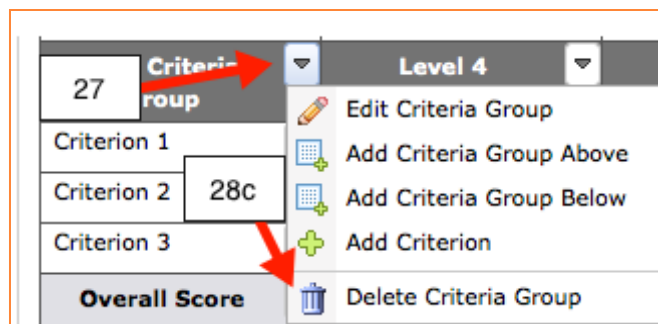 Criteria
roup
27
Level 4
Edit Criteria Group
Criterion 1
Add Criteria Group Above
Criterion 2
28c
Add Criteria Group Below
Criterion 3
Add Criterion
Overall Score
Delete Criteria Group